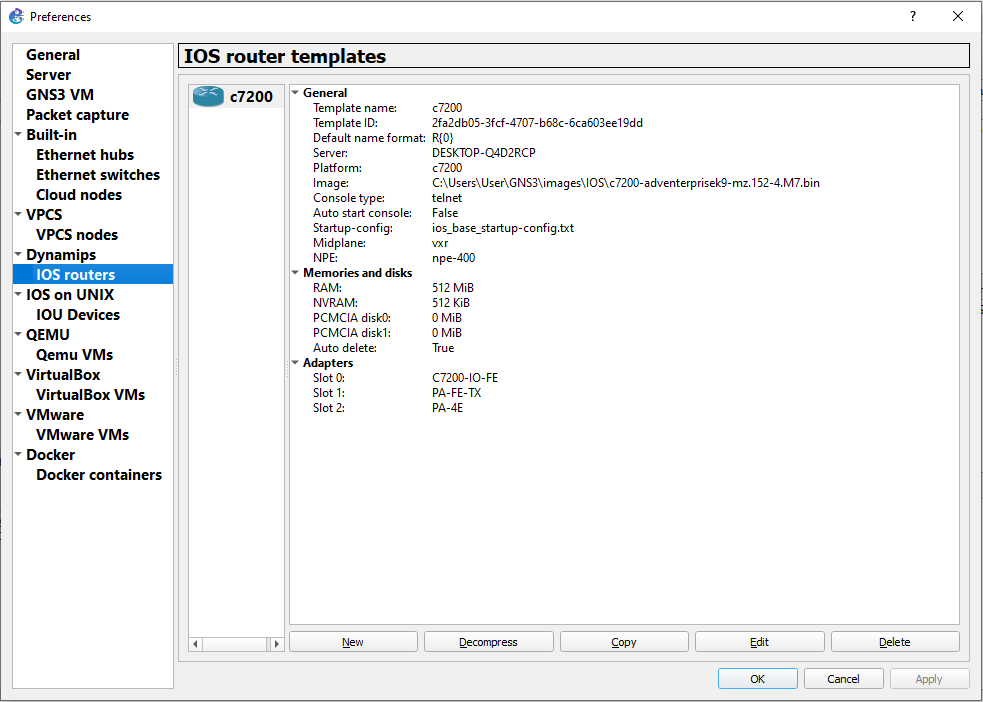 Preferences
?
General
Server
GNS3 VM
Packet capture
Built-in
Ethernet hubs
Ethernet switches
Cloud nodes
VPCS
VPCS nodes
Dynamips
IOS routers
IOS on UNIX
IOU Devices
QEMU
Qemu VMs
VirtualBox
VirtualBox VMs
VMware
VMware VMs
Docker
Docker containers
IOS router templates
c7200
General
Template name: c7200
Template ID: 2fa2db05-3fcf-4707-b68c-6ca603ee19dd
Default name format: R{0}
Server: DESKTOP-Q4D2RCP
Platform: c7200
Image: C:\Users\User\GNS3\images\IOS\c7200-adventerprisek9-mz.152-4.M7.bin
Console type: telnet
Auto start console: False
Startup-config: ios_base_startup-config.txt
Midplane: vxr
NPE: npe-400
Memories and disks
RAM: 512 MiB
NVRAM: 512 KiB
PCMCIA disk0: 0 MiB
PCMCIA disk1: 0 MiB
Auto delete: True
Adapters
Slot 0: C7200-IO-FE
Slot 1: PA-FE-TX
Slot 2: PA-4E
New Decompress Copy Edit Delete
OK Cancel Apply